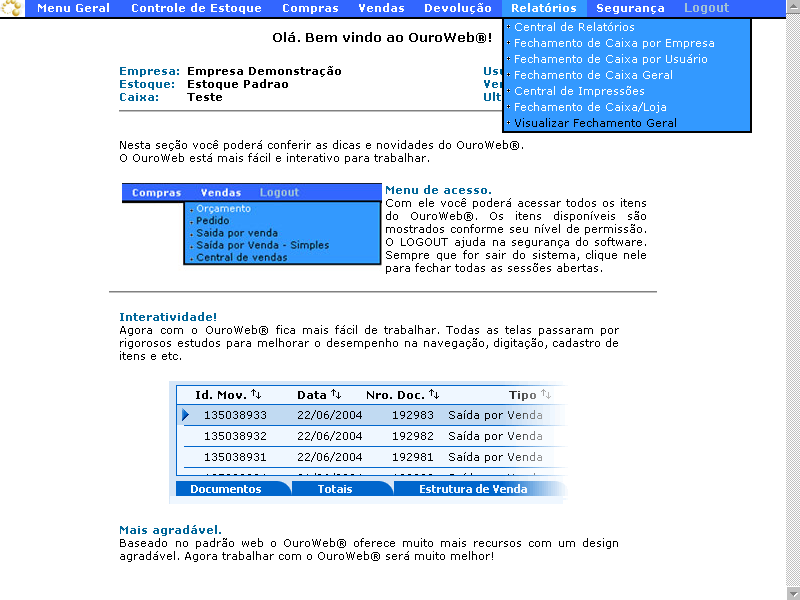 Menu Geral Controle de Estoque Compras Vendas Devolução Relatórios Segurança Logout
Central de Relatórios
Fechamento de Caixa por Empresa
Fechamento de Caixa por Usuário
Fechamento de Caixa Geral
Central de Impressões
Fechamento de Caixa/Loja
Visualizar Fechamento Geral
Olá. Bem vindo ao OuroWeb®!
Empresa: Empresa Demonstração
Estoque: Estoque Padrao
Caixa: Teste
Nesta seção você poderá conferir as dicas e novidades do OuroWeb®.
O OuroWeb está mais fácil e interativo para trabalhar.
Compras Vendas Logout
Orçamento
Pedido
Saida por venda
Saída por Venda - Simples
Central de vendas
Menu de acesso.
Com ele você poderá acessar todos os itens
do OuroWeb®. Os itens disponíveis são
mostrados conforme seu nível de permissão.
O LOGOUT ajuda na segurança do software.
Sempre que for sair do sistema, clique nele
para fechar todas as sessões abertas.
Interatividade!
Agora com o OuroWeb® fica mais fácil de trabalhar. Todas as telas passaram por
rigorosos estudos para melhorar o desempenho na navegação, digitação, cadastro de
itens e etc.
Id. Mov. Data Nro. Doc. Tipo
135038933 22/06/2004 192983 Saída por Venda
135038932 22/06/2004 192982 Saída por Venda
135038931 22/06/2004 192981 Saída por Venda
Documentos Totais Estrutura de Venda
Mais agradável.
Baseado no padrão web o OuroWeb® oferece muito mais recursos com um design
agradável. Agora trabalhar com o OuroWeb® será muito melhor!